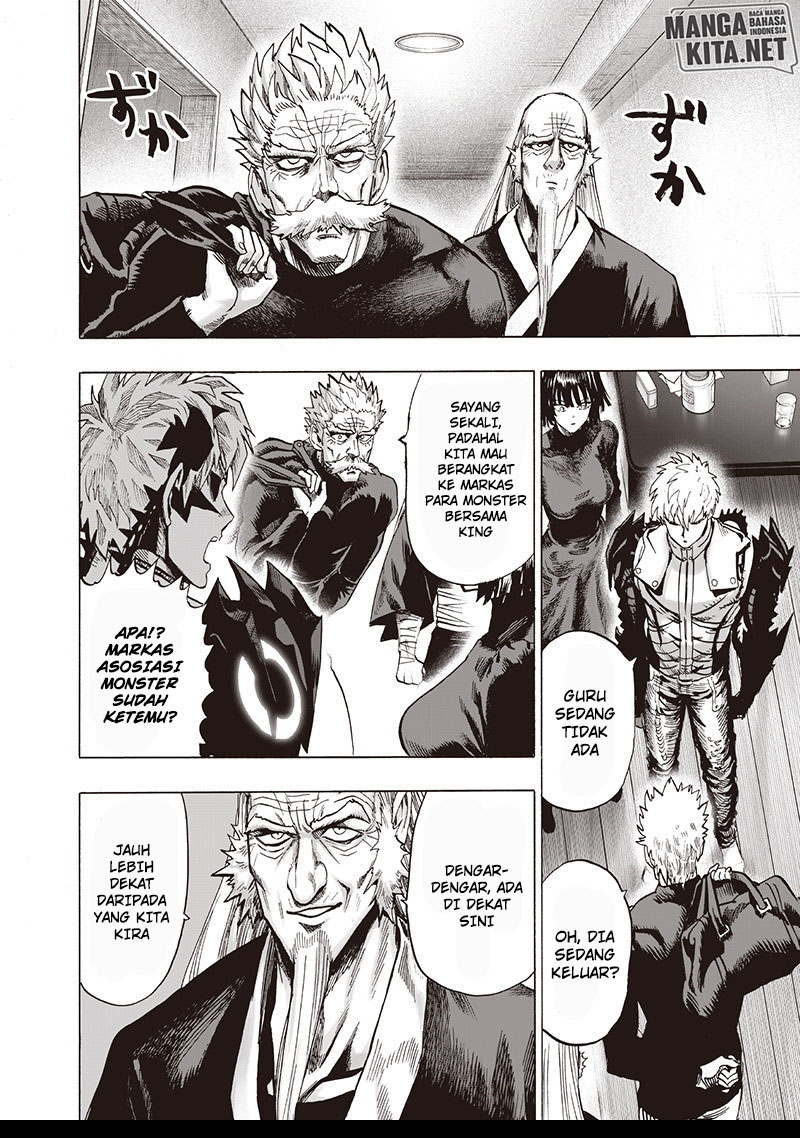 MANGA
KITA.NET
BACA MANGA
BAHASA
INDONESIA
ずか
ずか
GURU
SEDANG
TIDAK
ADA
OH, DIA
SEDANG
KELUAR?
SAYANG
SEKALI,
PADAHAL
KITA MAU
BERANGKAT
KE MARKAS
PARA MONSTER
BERSAMA
KING
APA!?
MARKAS
ASOSIASI
MONSTER
SUDAH
KETEMU?
DENGAR-
DENGAR, ADA
DI DEKAT
SINI
JAUH
LEBIH
DEKAT
DARIPADA
YANG KITA
KIRA